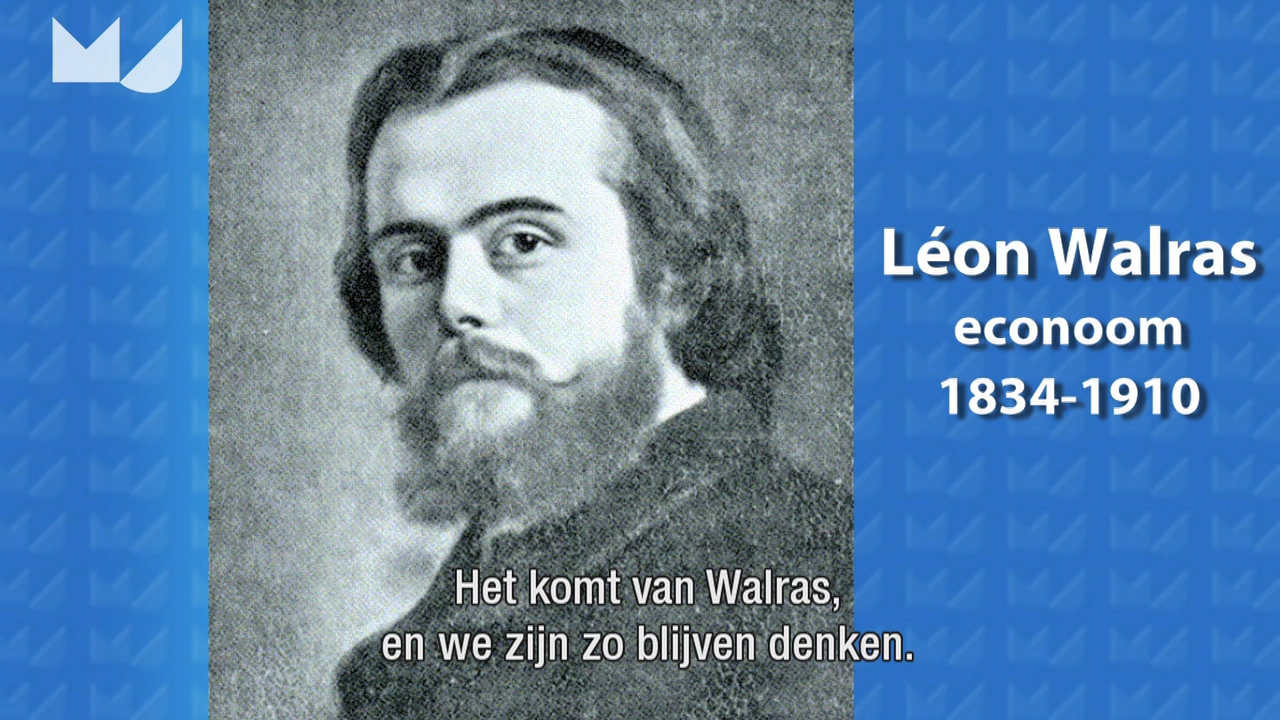 Léon Walras
econoom
1834-1910
Het komt van Walras,
en we zijn zo blijven denken.